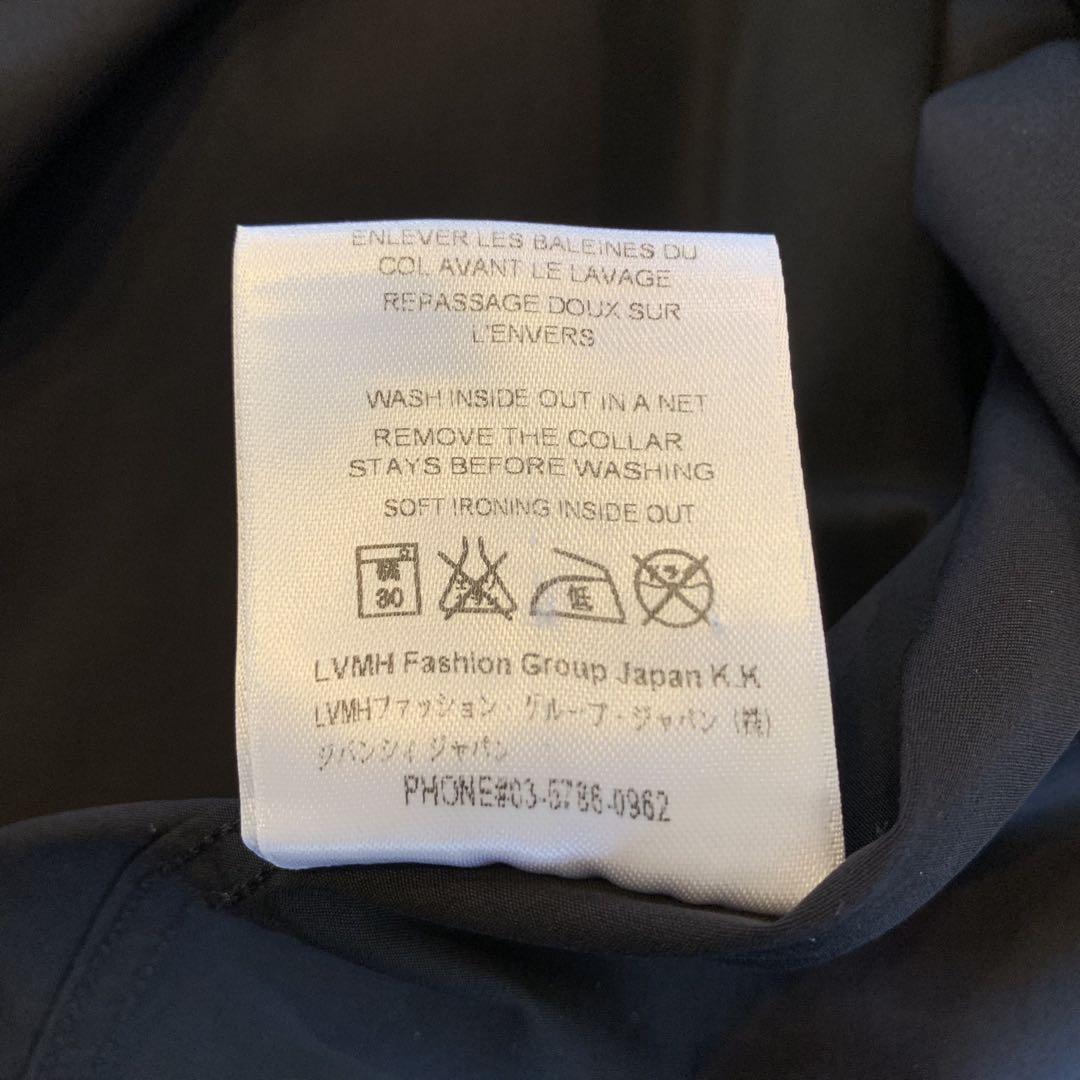 ENLEVER LES BALEINES DU
COL AVANT LE LAVAGE
REPASSAGE DOUX SUR
L'ENVERS
WASH INSIDE OUT IN A NET
REMOVE THE COLLAR
STAYS BEFORE WASHING
SOFT IRONING INSIDE OUT
30
低
LVMH Fashion Group Japan K.K
LVMHファッション・グループ・ジャパン (株)
ジバンシィ ジャパン
PHONE#03-5786-0962